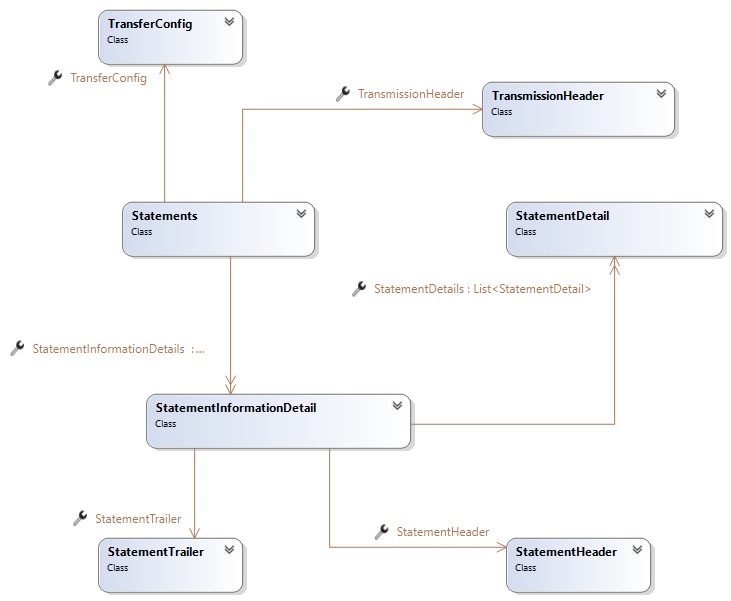 TransferConfig
Class
TransferConfig
TransmissionHeader
TransmissionHeader
Class
Statements
Class
StatementDetail
Class
StatementDetails : List<StatementDetail>
StatementInformationDetails : ...
StatementInformationDetail
Class
StatementTrailer
StatementHeader
StatementTrailer
Class
StatementHeader
Class